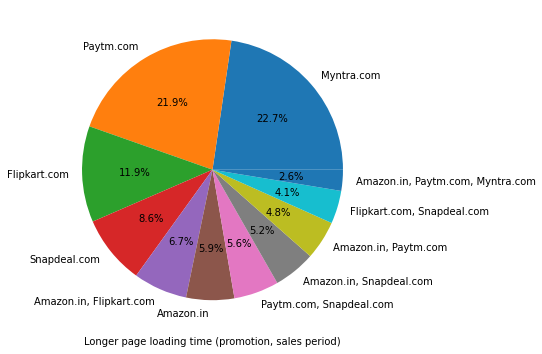 Paytm.com
Myntra.com
22.7%
21.9%
Flipkart.com
11.9%
2.6%
Amazon.in, Paytm.com, Myntra.com
4.1%
Flipkart.com, Snapdeal.com
8.6%
4.8%
6.7%
5.2%
Amazon.in, Paytm.com
5.9%
5.6%
Snapdeal.com
Amazon.in, Snapdeal.com
Amazon.in, Flipkart.com
Paytm.com, Snapdeal.com
Amazon.in
Longer page loading time (promotion, sales period)